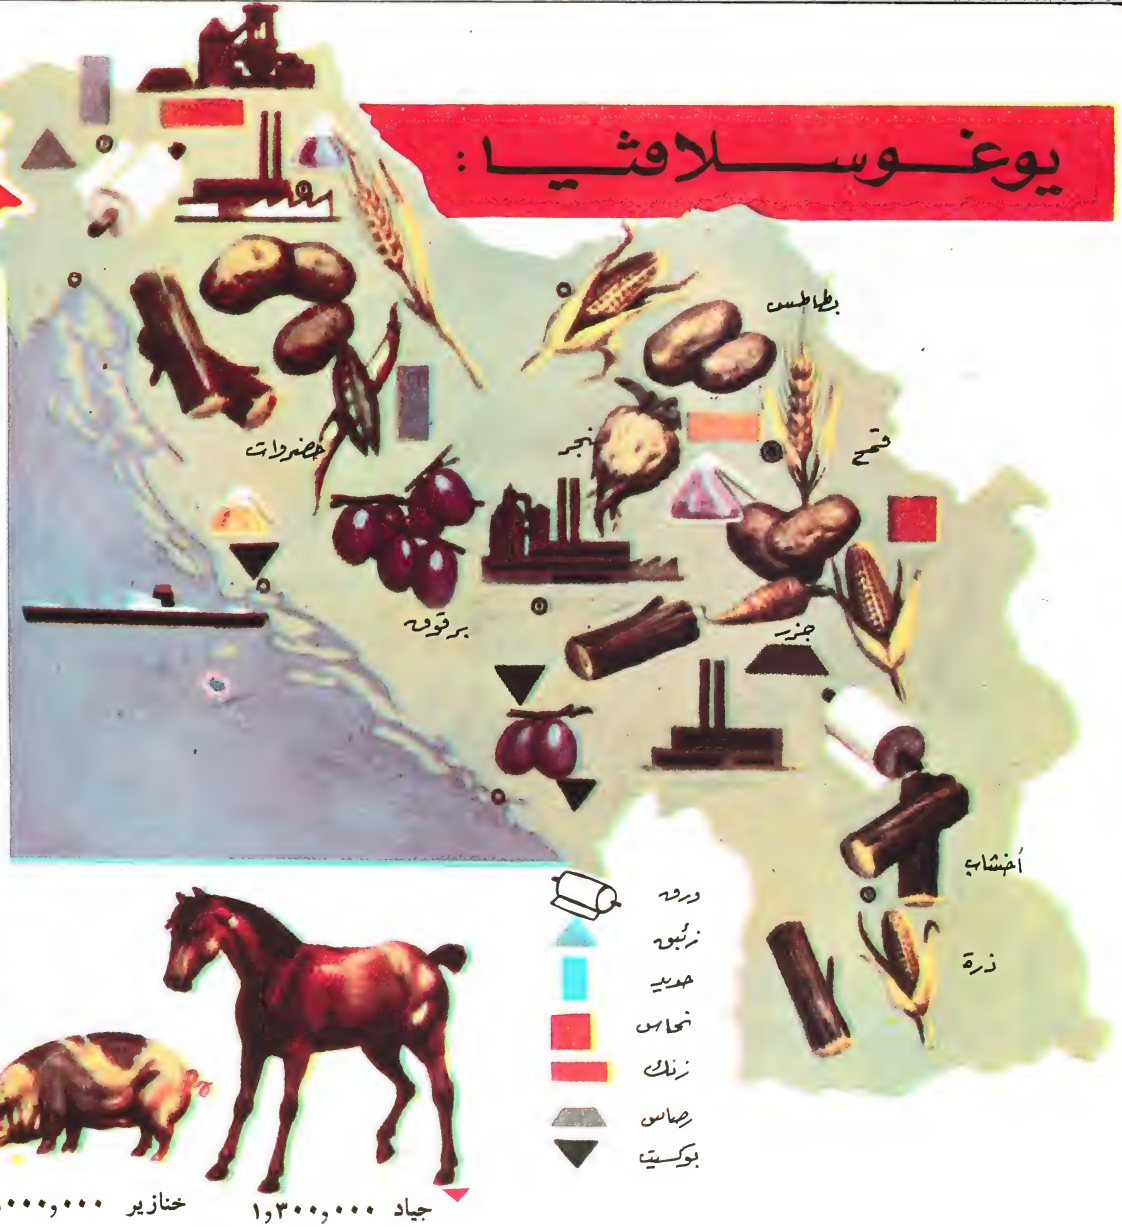 يوغوسلافيا :
بطاطس
قمح
خضروات
بنجر
برقوق
جزر
أخشاب
ذرة
ورق
زئبق
حديد
نحاس
زنك
رصاص
بوكسيت
جياد ١,٣٠٠,٠٠٠
خنازير